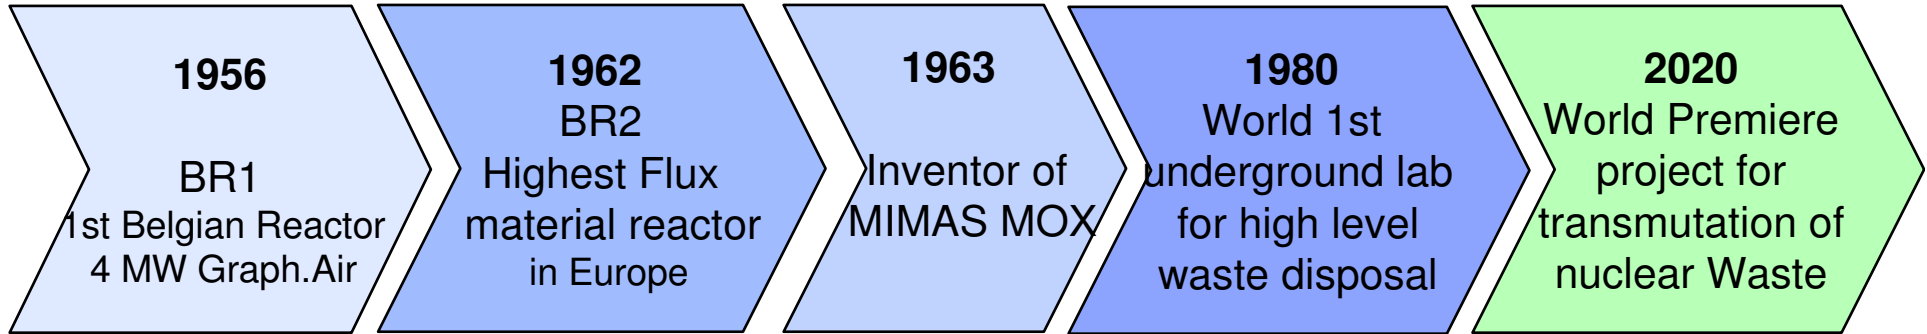 1956
BR1
1st Belgian Reactor
4 MW Graph.Air
1962
BR2
Highest Flux
material reactor
in Europe
1963
Inventor of
MIMAS MOX
1980
World 1st
underground lab
for high level
waste disposal
2020
World Premiere
project for
transmutation of
nuclear Waste